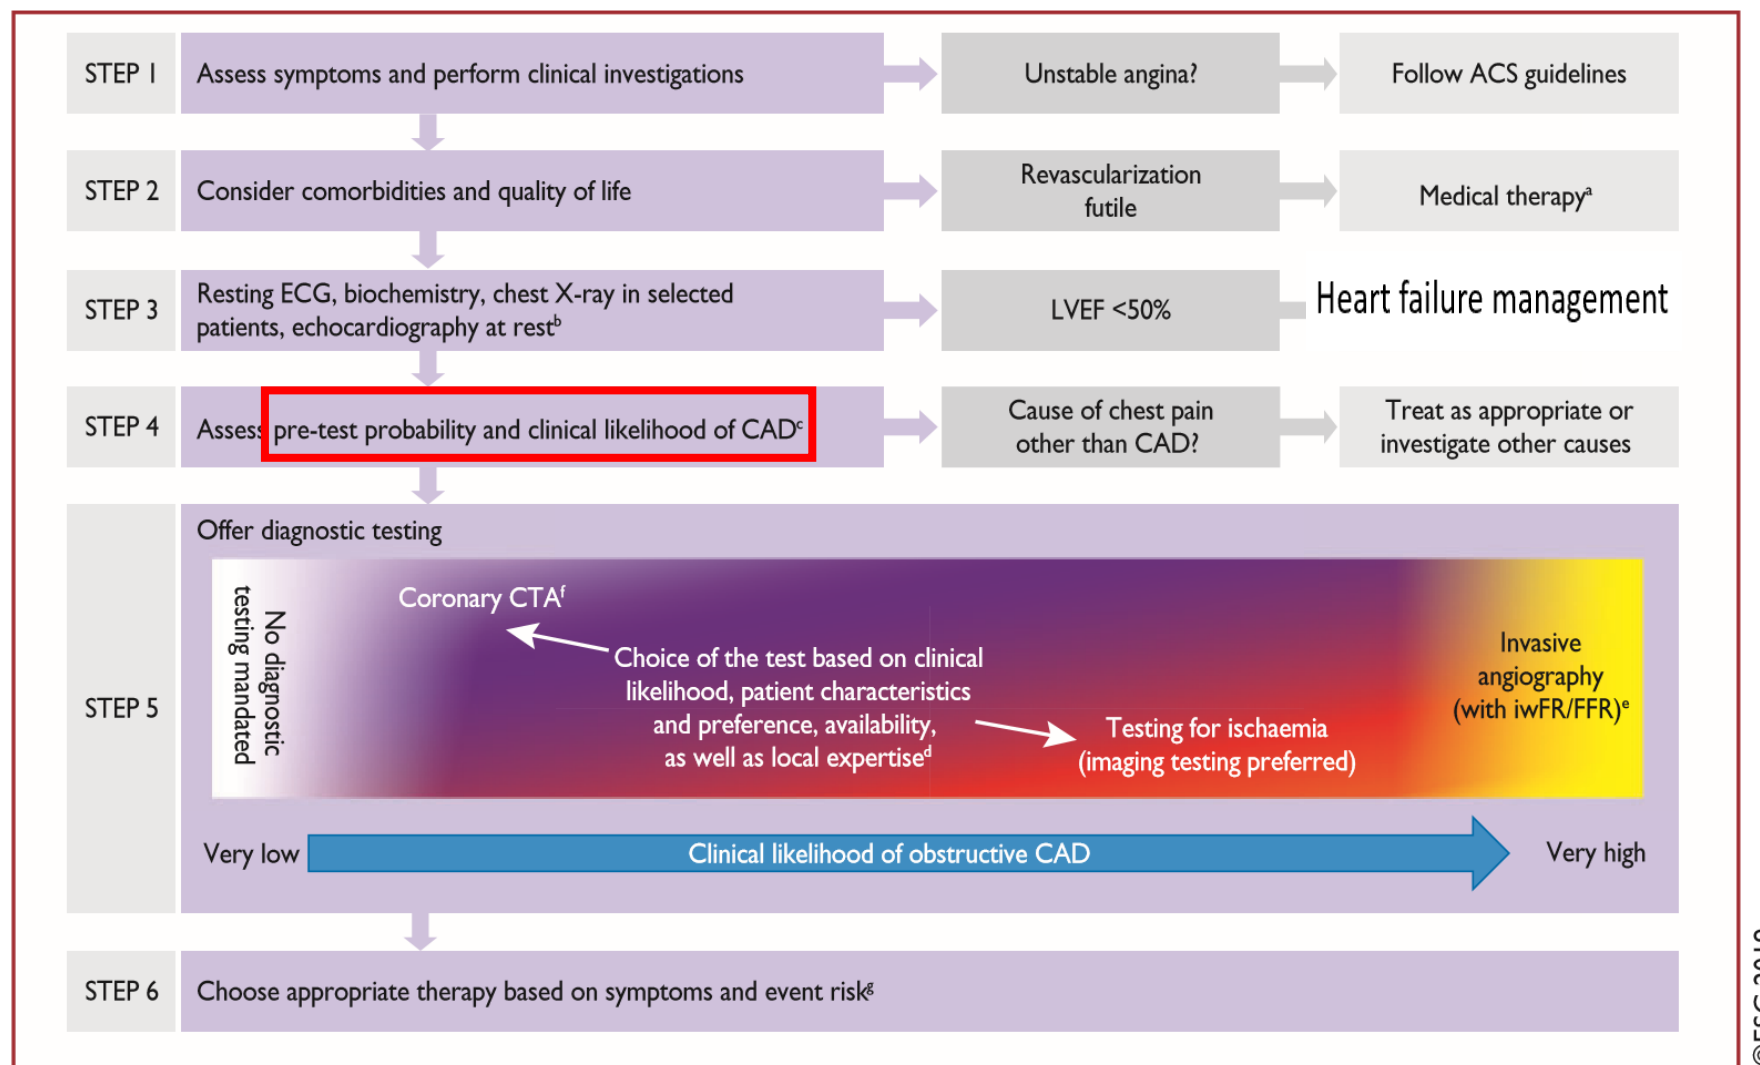 STEP 1
Assess symptoms and perform clinical investigations
Unstable angina?
Follow ACS guidelines
STEP 2
Consider comorbidities and quality of life
Revascularization
futile
Medical therapyᵃ
STEP 3
Resting ECG, biochemistry, chest X-ray in selected
patients, echocardiography at restᵇ
LVEF <50%
Heart failure management
STEP 4
Assess pre-test probability and clinical likelihood of CADᶜ
Cause of chest pain
other than CAD?
Treat as appropriate or
investigate other causes
STEP 5
Offer diagnostic testing
No diagnostic
testing mandated
Coronary CTAᶠ
Choice of the test based on clinical
likelihood, patient characteristics
and preference, availability,
as well as local expertiseᵈ
Testing for ischaemia
(imaging testing preferred)
Invasive
angiography
(with iwFR/FFR)ᵉ
Very low
Clinical likelihood of obstructive CAD
Very high
STEP 6
Choose appropriate therapy based on symptoms and event riskᵍ
©ESC 2019